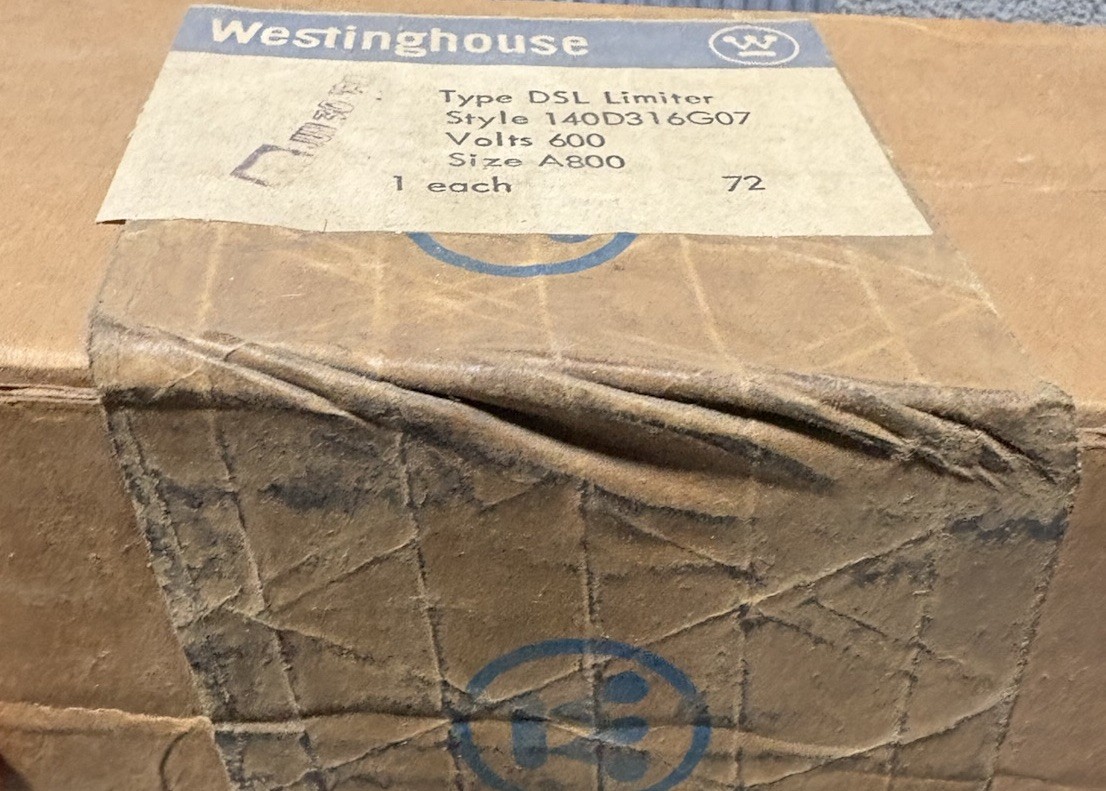 Westinghouse W
Type DSL Limiter
Style 140D316G07
Volts 600
Size A800
1 each 72